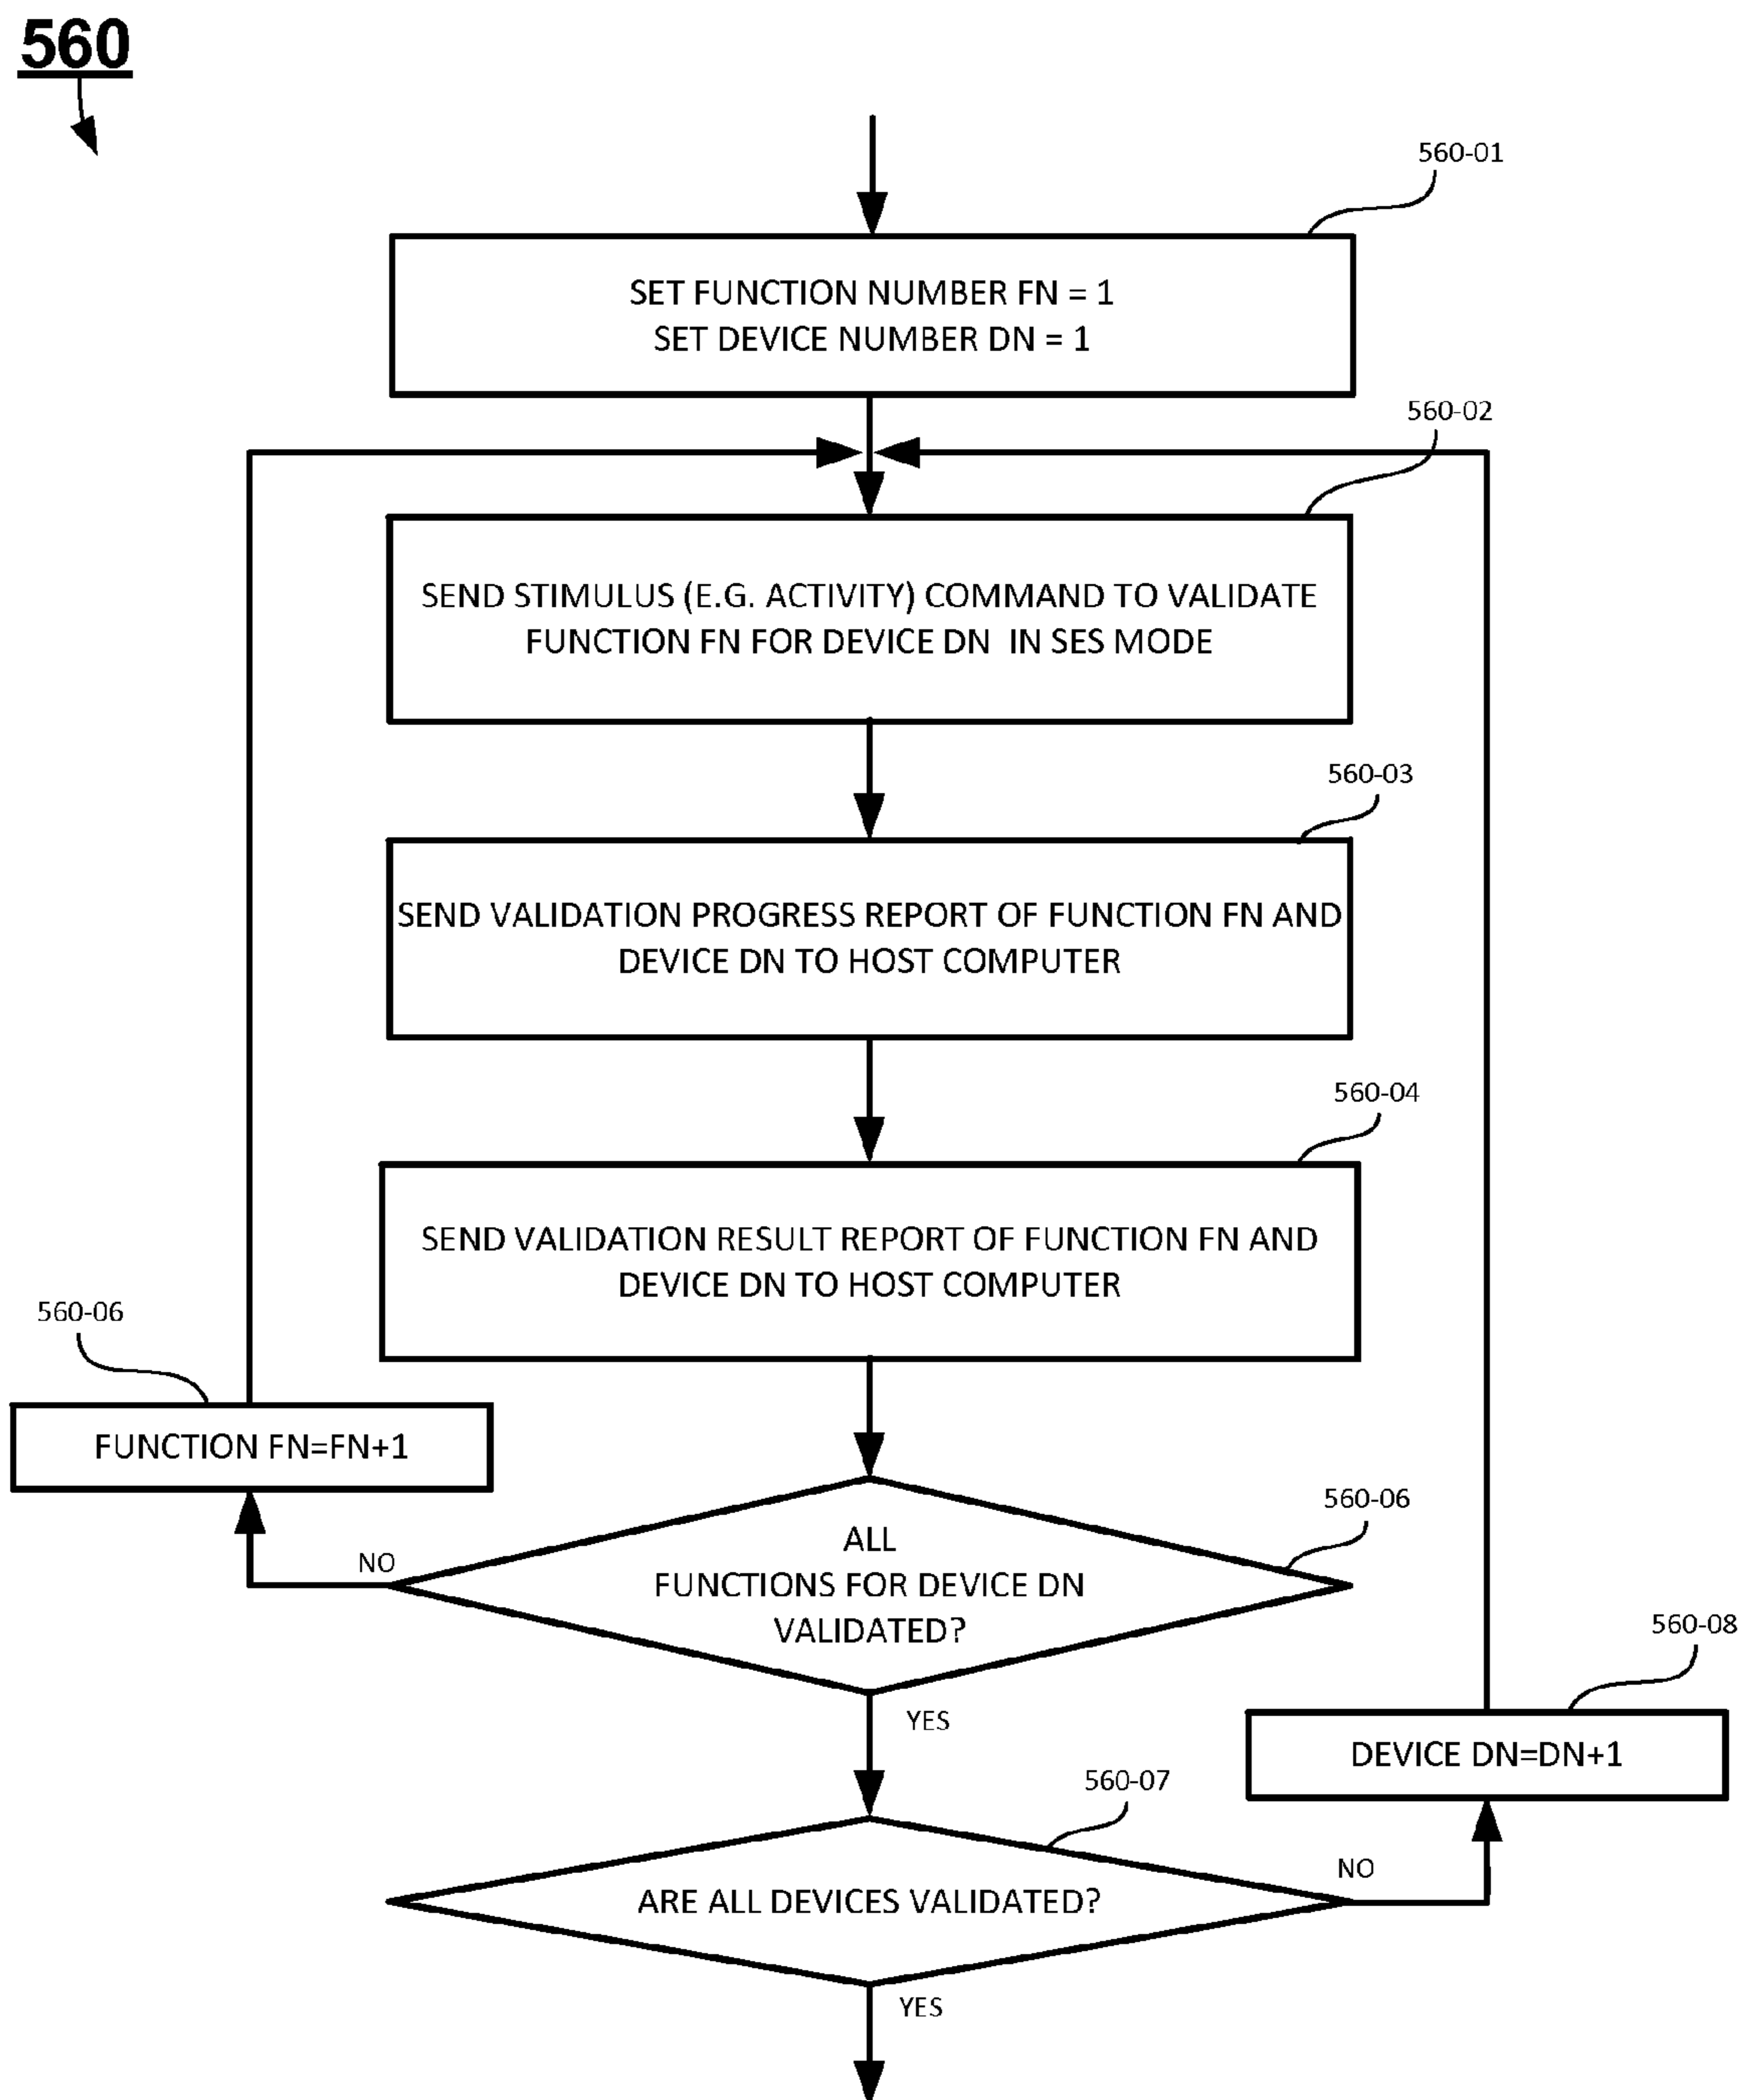 560
560-01
SET FUNCTION NUMBER FN = 1
SET DEVICE NUMBER DN = 1
560-02
SEND STIMULUS (E.G. ACTIVITY) COMMAND TO VALIDATE
FUNCTION FN FOR DEVICE DN IN SES MODE
560-03
SEND VALIDATION PROGRESS REPORT OF FUNCTION FN AND
DEVICE DN TO HOST COMPUTER
560-04
SEND VALIDATION RESULT REPORT OF FUNCTION FN AND
DEVICE DN TO HOST COMPUTER
560-06
FUNCTION FN=FN+1
560-06
NO
ALL
FUNCTIONS FOR DEVICE DN
VALIDATED?
YES
560-08
DEVICE DN=DN+1
560-07
NO
ARE ALL DEVICES VALIDATED?
YES